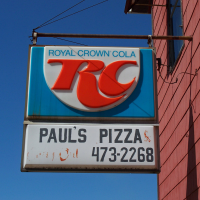 ROYAL CROWN COLA
RC
PAUL'S PIZZA
473-2268